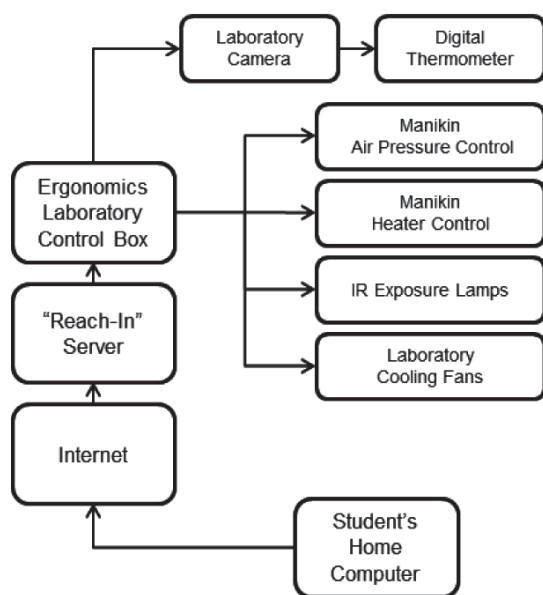 Laboratory
Camera
Digital
Thermometer
Manikin
Air Pressure Control
Ergonomics
Laboratory
Control Box
Manikin
Heater Control
IR Exposure Lamps
“Reach-In”
Server
Laboratory
Cooling Fans
Internet
Student’s
Home
Computer